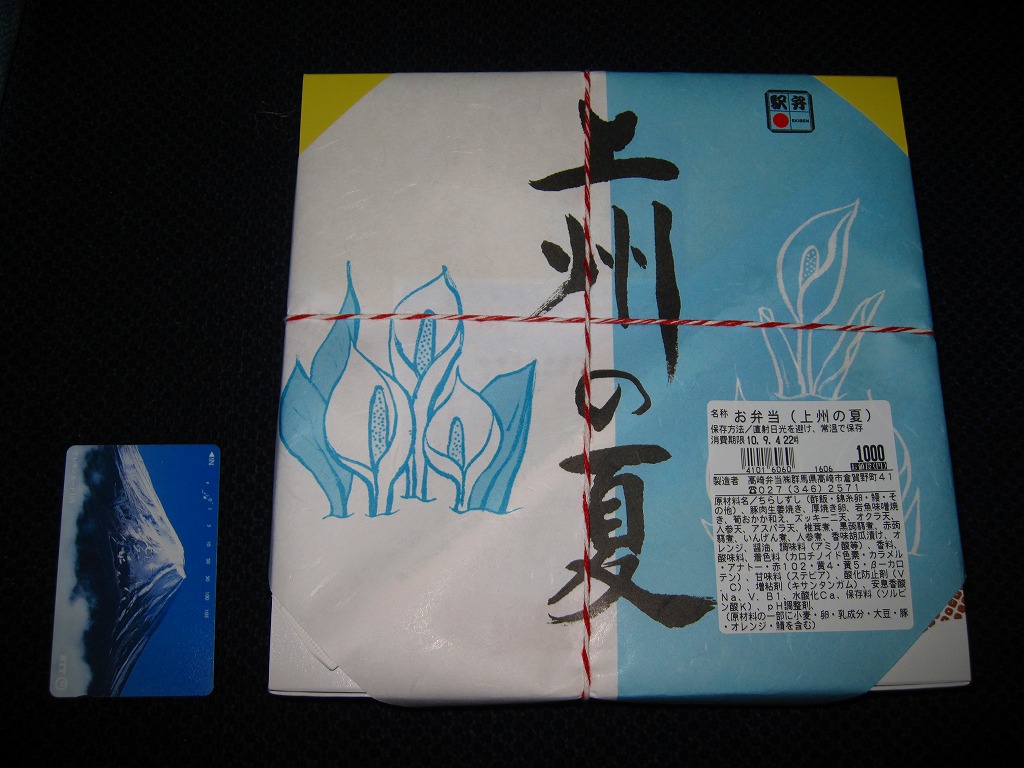 上州の夏
駅弁
EKIBEN
名称 お弁当(上州の夏)
保存方法/直射日光を避け、常温で保存
消費期限 10.9.4 22時
1000
4101 6060 1606
製造者 高崎弁当㈱群馬県高崎市倉賀野町41
☎027(346)2571
原材料名/ちらしずし(酢飯・錦糸卵・鰻・そ
の他)、豚肉生姜焼き、厚焼き卵、岩魚味噌焼
き、筍おかか和え、ズッキーニ天、オクラ天、
人参天、アスパラ天、椎茸煮、黒蒟蒻煮、赤蒟
蒻煮、いんげん煮、人参煮、香味胡瓜漬け、オ
レンジ、醤油、調味料(アミノ酸等)、香料、
酸味料、着色料(カロチノイド色素・カラメル
・アナトー・赤102・黄4・黄5・β-カロ
テン)、甘味料(ステビア)、酸化防止剤(V
.C)、増粘剤(キサンタンガム)、安息香酸
Na、V.B1、水酸化Ca、保存料(ソルビ
ン酸K)、pH調整剤、
(原材料の一部に小麦・卵・乳成分・大豆・豚
・オレンジ・鯖を含む)